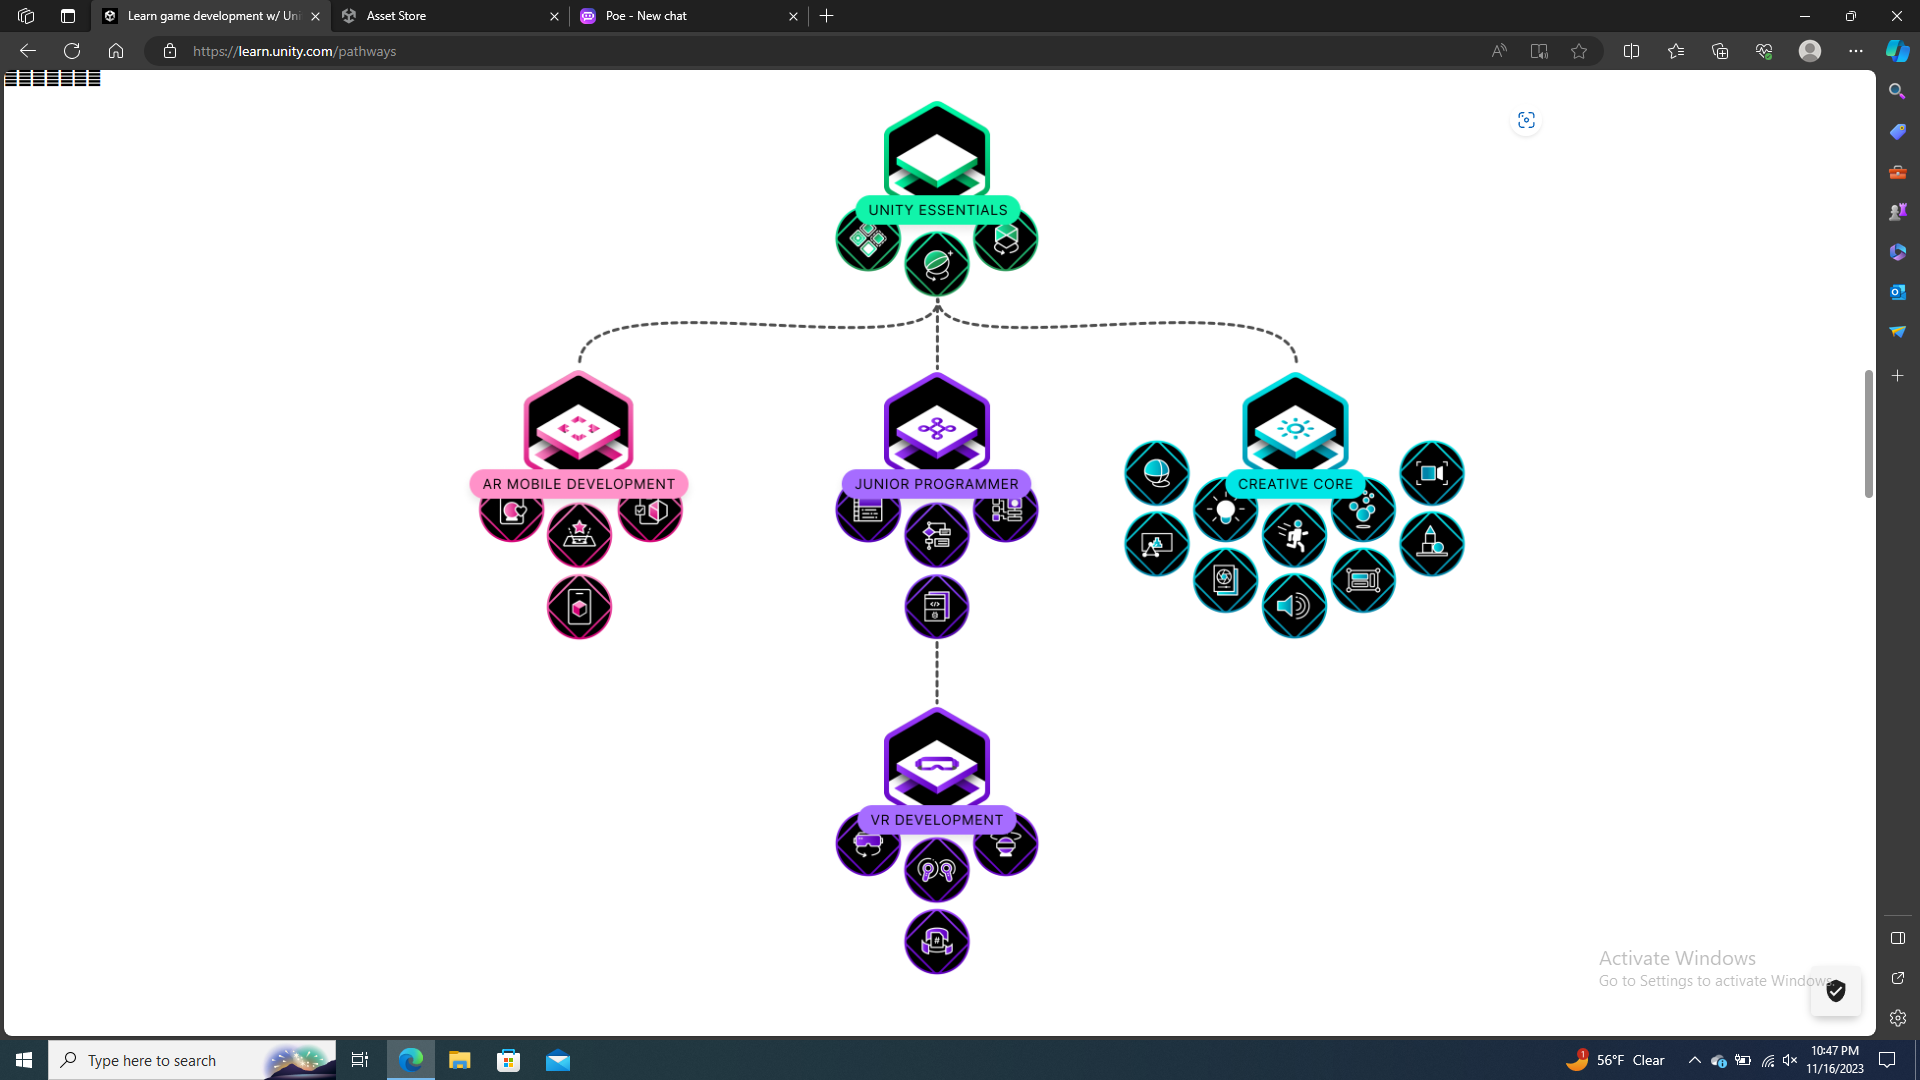 Learn game development w/ Uni
Asset Store
Poe - New chat
https://learn.unity.com/pathways
UNITY ESSENTIALS
AR MOBILE DEVELOPMENT
JUNIOR PROGRAMMER
CREATIVE CORE
VR DEVELOPMENT
Activate Windows
Go to Settings to activate Windows.
Type here to search
1
56°F Clear
10:47 PM
11/16/2023